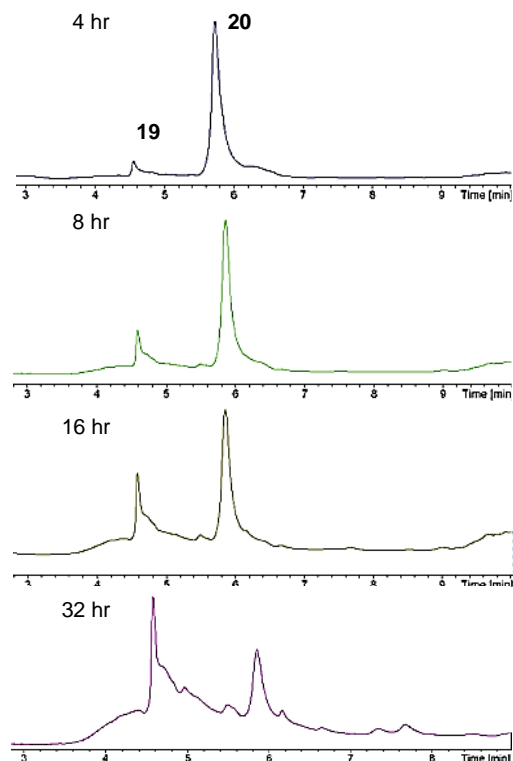 4 hr
20
19
3 4 5 6 7 8 9 Time [min]
8 hr
3 4 5 6 7 8 9 Time [min]
16 hr
3 4 5 6 7 8 9 Time [min]
32 hr
3 4 5 6 7 8 Time [min]